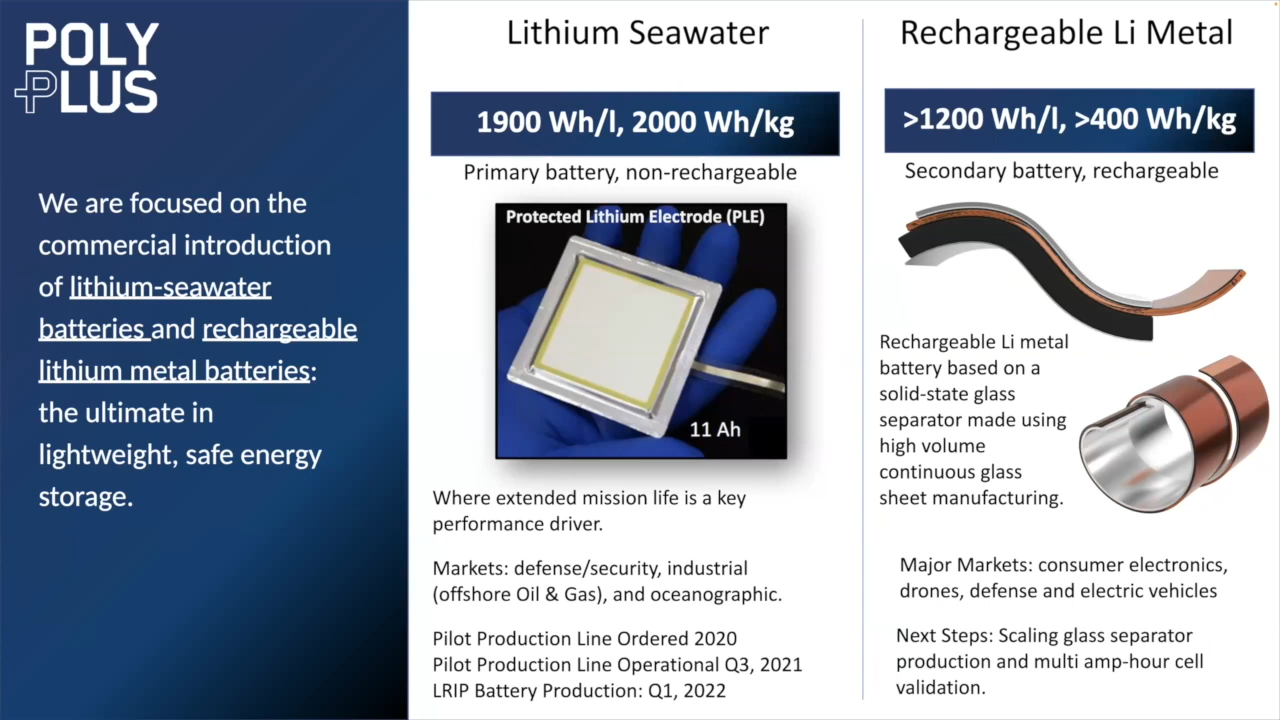 POLY
PLUS
We are focused on the
commercial introduction
of lithium-seawater
batteries and rechargeable
lithium metal batteries:
the ultimate in
lightweight, safe energy
storage.
Lithium Seawater
1900 Wh/l, 2000 Wh/kg
Primary battery, non-rechargeable
Protected Lithium Electrode (PLE)
11 Ah
Where extended mission life is a key
performance driver.
Markets: defense/security, industrial
(offshore Oil & Gas), and oceanographic.
Pilot Production Line Ordered 2020
Pilot Production Line Operational Q3, 2021
LRIP Battery Production: Q1, 2022
Rechargeable Li Metal
>1200 Wh/l, >400 Wh/kg
Secondary battery, rechargeable
Rechargeable Li metal
battery based on a
solid-state glass
separator made using
high volume
continuous glass
sheet manufacturing.
Major Markets: consumer electronics,
drones, defense and electric vehicles
Next Steps: Scaling glass separator
production and multi amp-hour cell
validation.